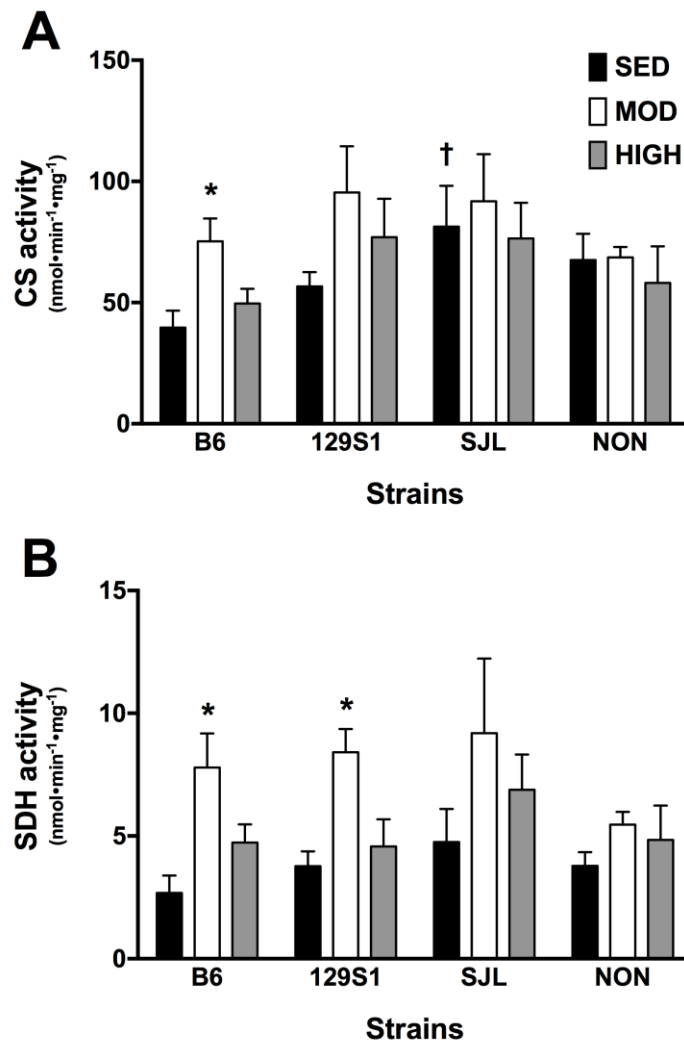 A
150
100
50
0
CS activity
(nmol•min⁻¹•mg⁻¹)
SED
MOD
HIGH
*
†
B6 129S1 SJL NON
Strains
B
15
10
5
0
SDH activity
(nmol•min⁻¹•mg⁻¹)
* *
B6 129S1 SJL NON
Strains